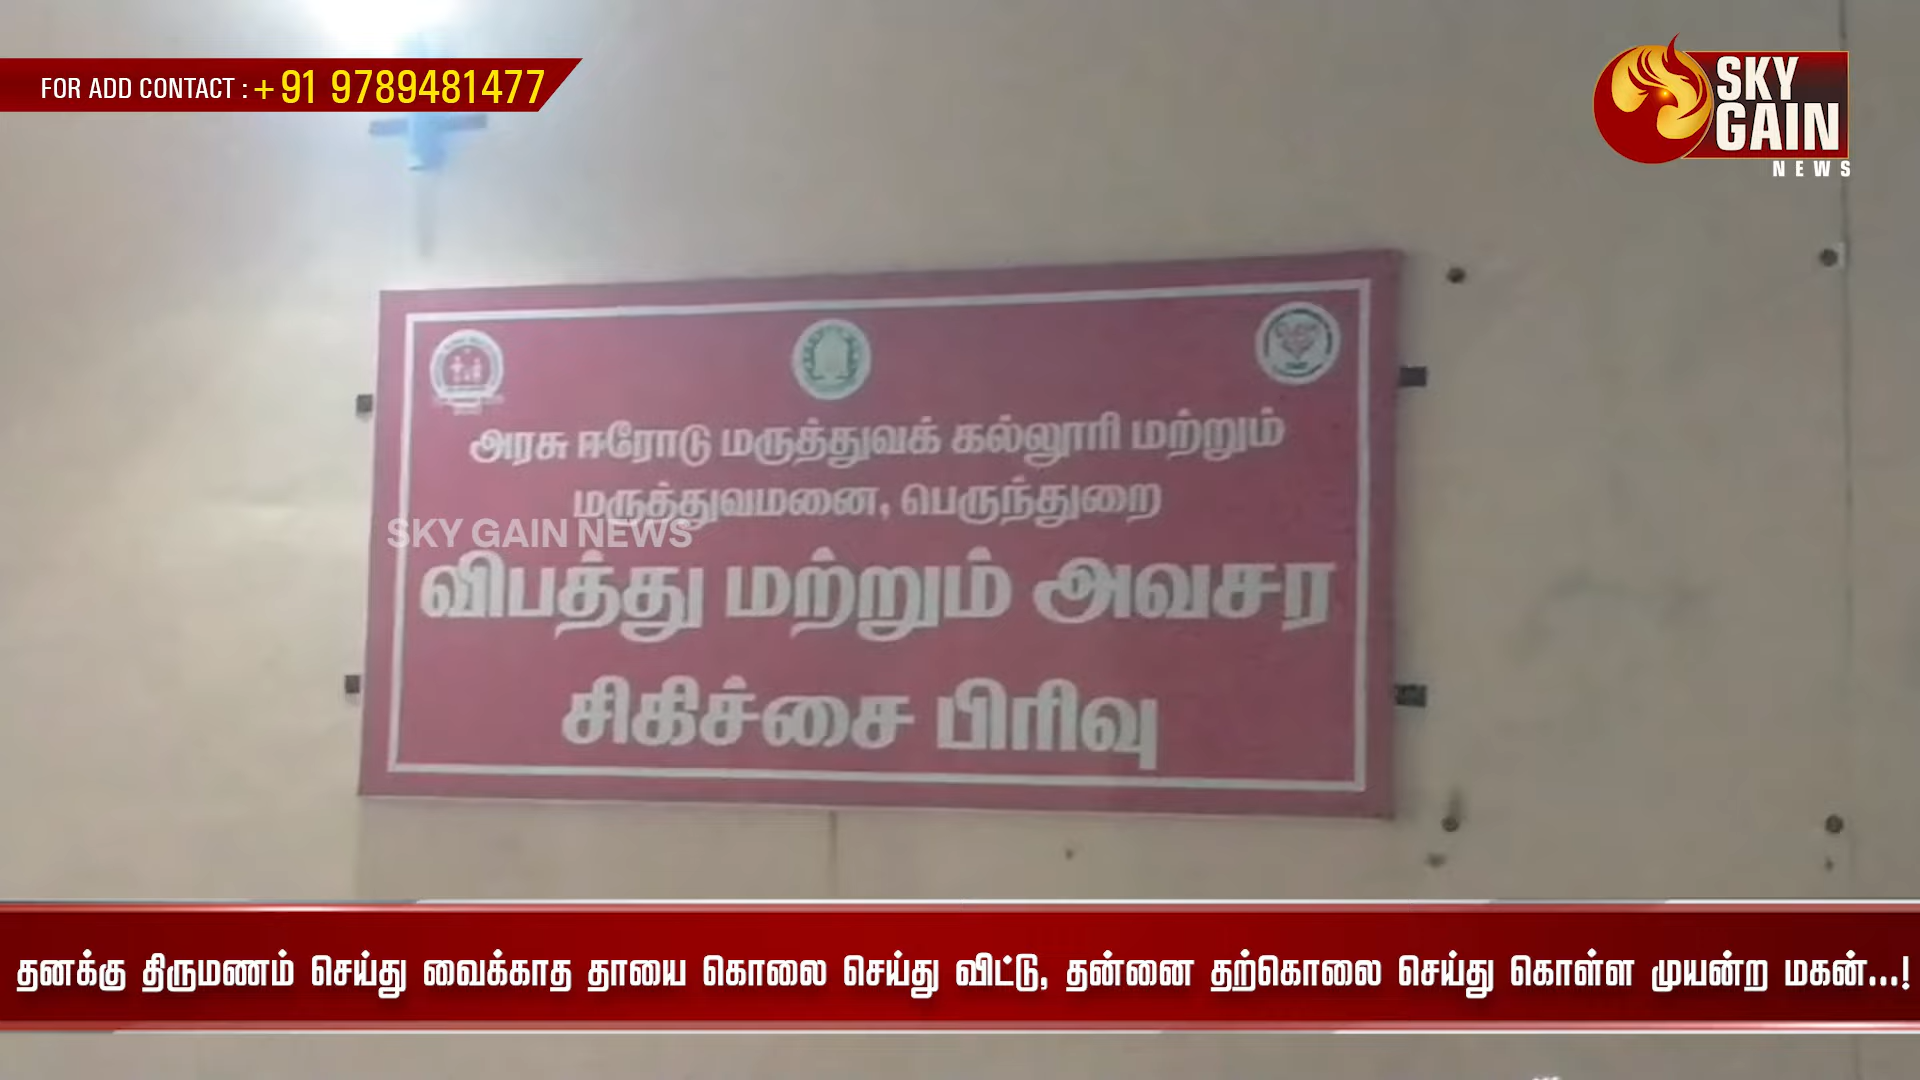 FOR ADD CONTACT : + 91 9789481477
SKY
GAIN
NEWS
அரசு ஈரோடு மருத்துவக் கல்லூரி மற்றும்
மருத்துவமனை, பெருந்துறை
SKY GAIN NEWS
விபத்து மற்றும் அவசர
சிகிச்சை பிரிவு
தனக்கு திருமணம் செய்து வைக்காத தாயை கொலை செய்து விட்டு, தன்னை தற்கொலை செய்து கொள்ள முயன்ற மகன்...!